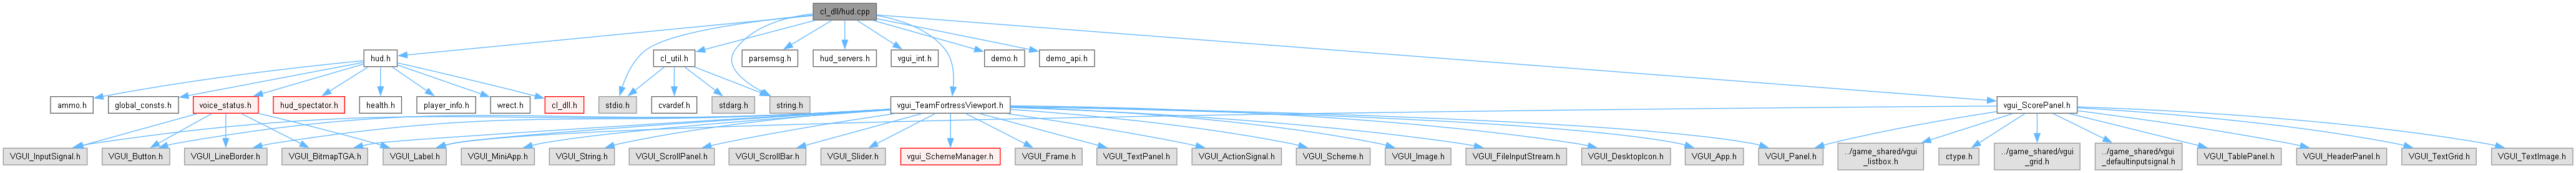 cl_dll/hud.cpp
hud.h
cl_util.h
parsemsg.h
hud_servers.h
vgui_int.h
demo.h
demo_api.h
ammo.h
global_consts.h
voice_status.h
hud_spectator.h
health.h
player_info.h
wrect.h
cl_dll.h
stdio.h
cvardef.h
stdarg.h
string.h
vgui_TeamFortressViewport.h
vgui_ScorePanel.h
VGUI_InputSignal.h
VGUI_Button.h
VGUI_LineBorder.h
VGUI_BitmapTGA.h
VGUI_Label.h
VGUI_MiniApp.h
VGUI_String.h
VGUI_ScrollPanel.h
VGUI_ScrollBar.h
VGUI_Slider.h
vgui_SchemeManager.h
VGUI_Frame.h
VGUI_TextPanel.h
VGUI_ActionSignal.h
VGUI_Scheme.h
VGUI_Image.h
VGUI_FileInputStream.h
VGUI_DesktopIcon.h
VGUI_App.h
VGUI_Panel.h
../game_shared/vgui
_listbox.h
ctype.h
../game_shared/vgui
_grid.h
../game_shared/vgui
_defaultinputsignal.h
VGUI_TablePanel.h
VGUI_HeaderPanel.h
VGUI_TextGrid.h
VGUI_TextImage.h